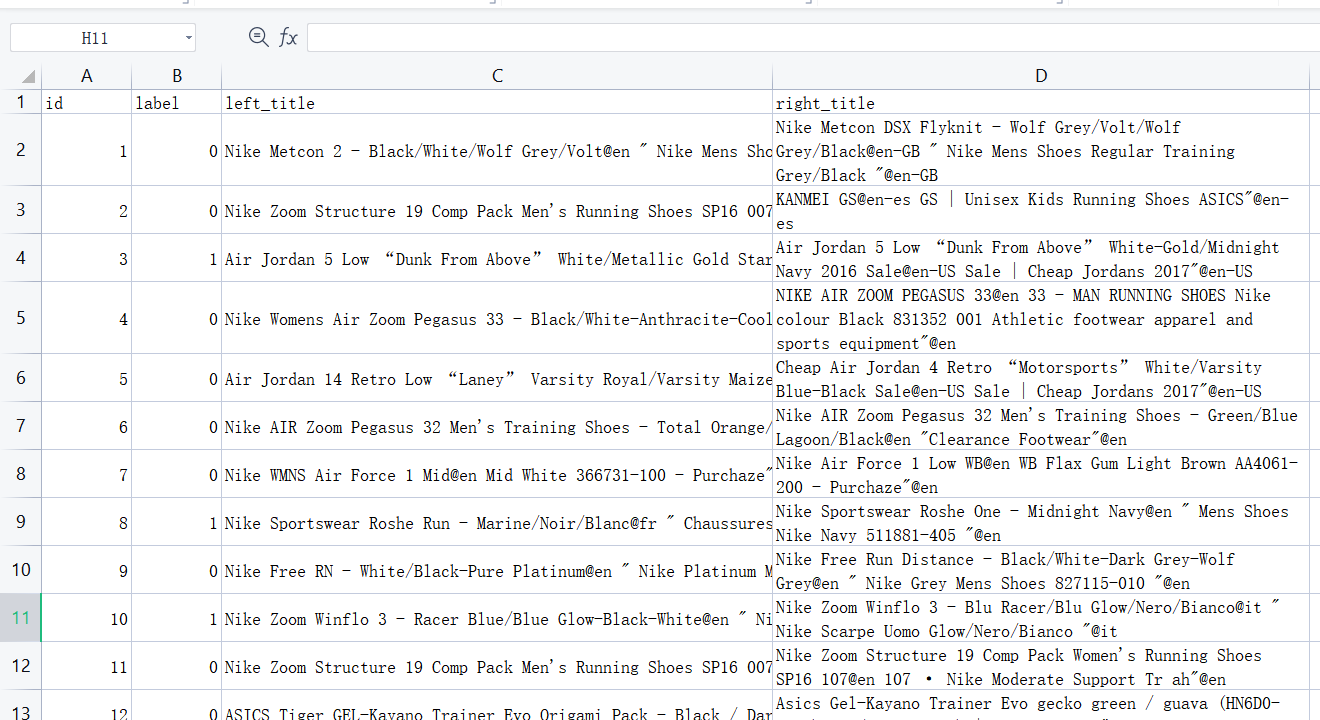 H11
fx
A B C D
1 id label left_title right_title
2 1 0 Nike Metcon 2 - Black/White/Wolf Grey/Volt@en " Nike Mens Sho
Nike Metcon DSX Flyknit - Wolf Grey/Volt/Wolf
Grey/Black@en-GB " Nike Mens Shoes Regular Training
Grey/Black "@en-GB
3 2 0 Nike Zoom Structure 19 Comp Pack Men's Running Shoes SP16 007
KANMEI GS@en-es GS | Unisex Kids Running Shoes ASICS"@en-
es
4 3 1 Air Jordan 5 Low “Dunk From Above” White/Metallic Gold Star
Air Jordan 5 Low “Dunk From Above” White-Gold/Midnight
Navy 2016 Sale@en-US Sale | Cheap Jordans 2017"@en-US
5 4 0 Nike Womens Air Zoom Pegasus 33 - Black/White-Anthracite-Cool
NIKE AIR ZOOM PEGASUS 33@en 33 - MAN RUNNING SHOES Nike
colour Black 831352 001 Athletic footwear apparel and
sports equipment"@en
6 5 0 Air Jordan 14 Retro Low “Laney” Varsity Royal/Varsity Maize
Cheap Air Jordan 4 Retro “Motorsports” White/Varsity
Blue-Black Sale@en-US Sale | Cheap Jordans 2017"@en-US
7 6 0 Nike AIR Zoom Pegasus 32 Men's Training Shoes - Total Orange/
Nike AIR Zoom Pegasus 32 Men's Training Shoes - Green/Blue
Lagoon/Black@en "Clearance Footwear"@en
8 7 0 Nike WMNS Air Force 1 Mid@en Mid White 366731-100 - Purchaze"
Nike Air Force 1 Low WB@en WB Flax Gum Light Brown AA4061-
200 - Purchaze"@en
9 8 1 Nike Sportswear Roshe Run - Marine/Noir/Blanc@fr " Chaussures
Nike Sportswear Roshe One - Midnight Navy@en " Mens Shoes
Nike Navy 511881-405 "@en
10 9 0 Nike Free RN - White/Black-Pure Platinum@en " Nike Platinum M
Nike Free Run Distance - Black/White-Dark Grey-Wolf
Grey@en " Nike Grey Mens Shoes 827115-010 "@en
11 10 1 Nike Zoom Winflo 3 - Racer Blue/Blue Glow-Black-White@en " Ni
Nike Zoom Winflo 3 - Blu Racer/Blu Glow/Nero/Bianco@it "
Nike Scarpe Uomo Glow/Nero/Bianco "@it
12 11 0 Nike Zoom Structure 19 Comp Pack Men's Running Shoes SP16 007
Nike Zoom Structure 19 Comp Pack Women's Running Shoes
SP16 107@en 107 • Nike Moderate Support Tr ah"@en
13 12 0 ASICS Tiger GEL-Kayano Trainer Evo Origami Pack - Black / Dar
Asics Gel-Kayano Trainer Evo gecko green / guava (HN6D0-